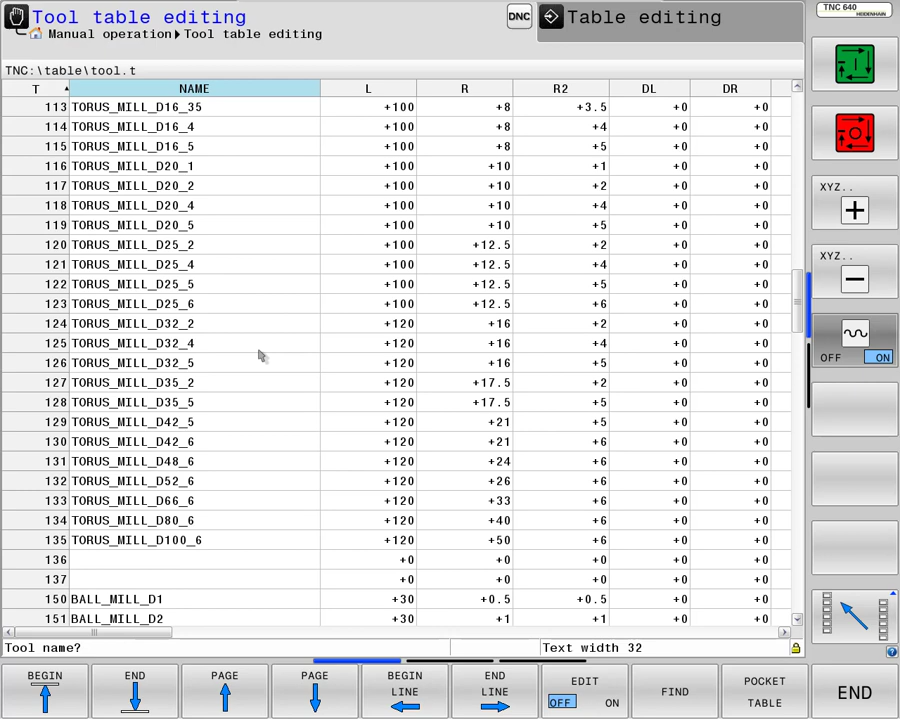 Tool table editing
Manual operation▸Tool table editing
DNC
Table editing
TNC 640
HEIDENHAIN
TNC:\table\tool.t
T NAME L R R2 DL DR
113 TORUS_MILL_D16_35 +100 +8 +3.5 +0 +0
114 TORUS_MILL_D16_4 +100 +8 +4 +0 +0
115 TORUS_MILL_D16_5 +100 +8 +5 +0 +0
116 TORUS_MILL_D20_1 +100 +10 +1 +0 +0
117 TORUS_MILL_D20_2 +100 +10 +2 +0 +0
118 TORUS_MILL_D20_4 +100 +10 +4 +0 +0
119 TORUS_MILL_D20_5 +100 +10 +5 +0 +0
120 TORUS_MILL_D25_2 +100 +12.5 +2 +0 +0
121 TORUS_MILL_D25_4 +100 +12.5 +4 +0 +0
122 TORUS_MILL_D25_5 +100 +12.5 +5 +0 +0
123 TORUS_MILL_D25_6 +100 +12.5 +6 +0 +0
124 TORUS_MILL_D32_2 +120 +16 +2 +0 +0
125 TORUS_MILL_D32_4 +120 +16 +4 +0 +0
126 TORUS_MILL_D32_5 +120 +16 +5 +0 +0
127 TORUS_MILL_D35_2 +120 +17.5 +2 +0 +0
128 TORUS_MILL_D35_5 +120 +17.5 +5 +0 +0
129 TORUS_MILL_D42_5 +120 +21 +5 +0 +0
130 TORUS_MILL_D42_6 +120 +21 +6 +0 +0
131 TORUS_MILL_D48_6 +120 +24 +6 +0 +0
132 TORUS_MILL_D52_6 +120 +26 +6 +0 +0
133 TORUS_MILL_D66_6 +120 +33 +6 +0 +0
134 TORUS_MILL_D80_6 +120 +40 +6 +0 +0
135 TORUS_MILL_D100_6 +120 +50 +6 +0 +0
136 +0 +0 +0 +0 +0
137 +0 +0 +0 +0 +0
150 BALL_MILL_D1 +30 +0.5 +0.5 +0 +0
151 BALL_MILL_D2 +30 +1 +1 +0 +0
Tool name? Text width 32
XYZ..
+
XYZ..
−
OFF ON
BEGIN
END
PAGE
PAGE
BEGIN
LINE
END
LINE
EDIT
OFF ON
FIND
POCKET
TABLE
END